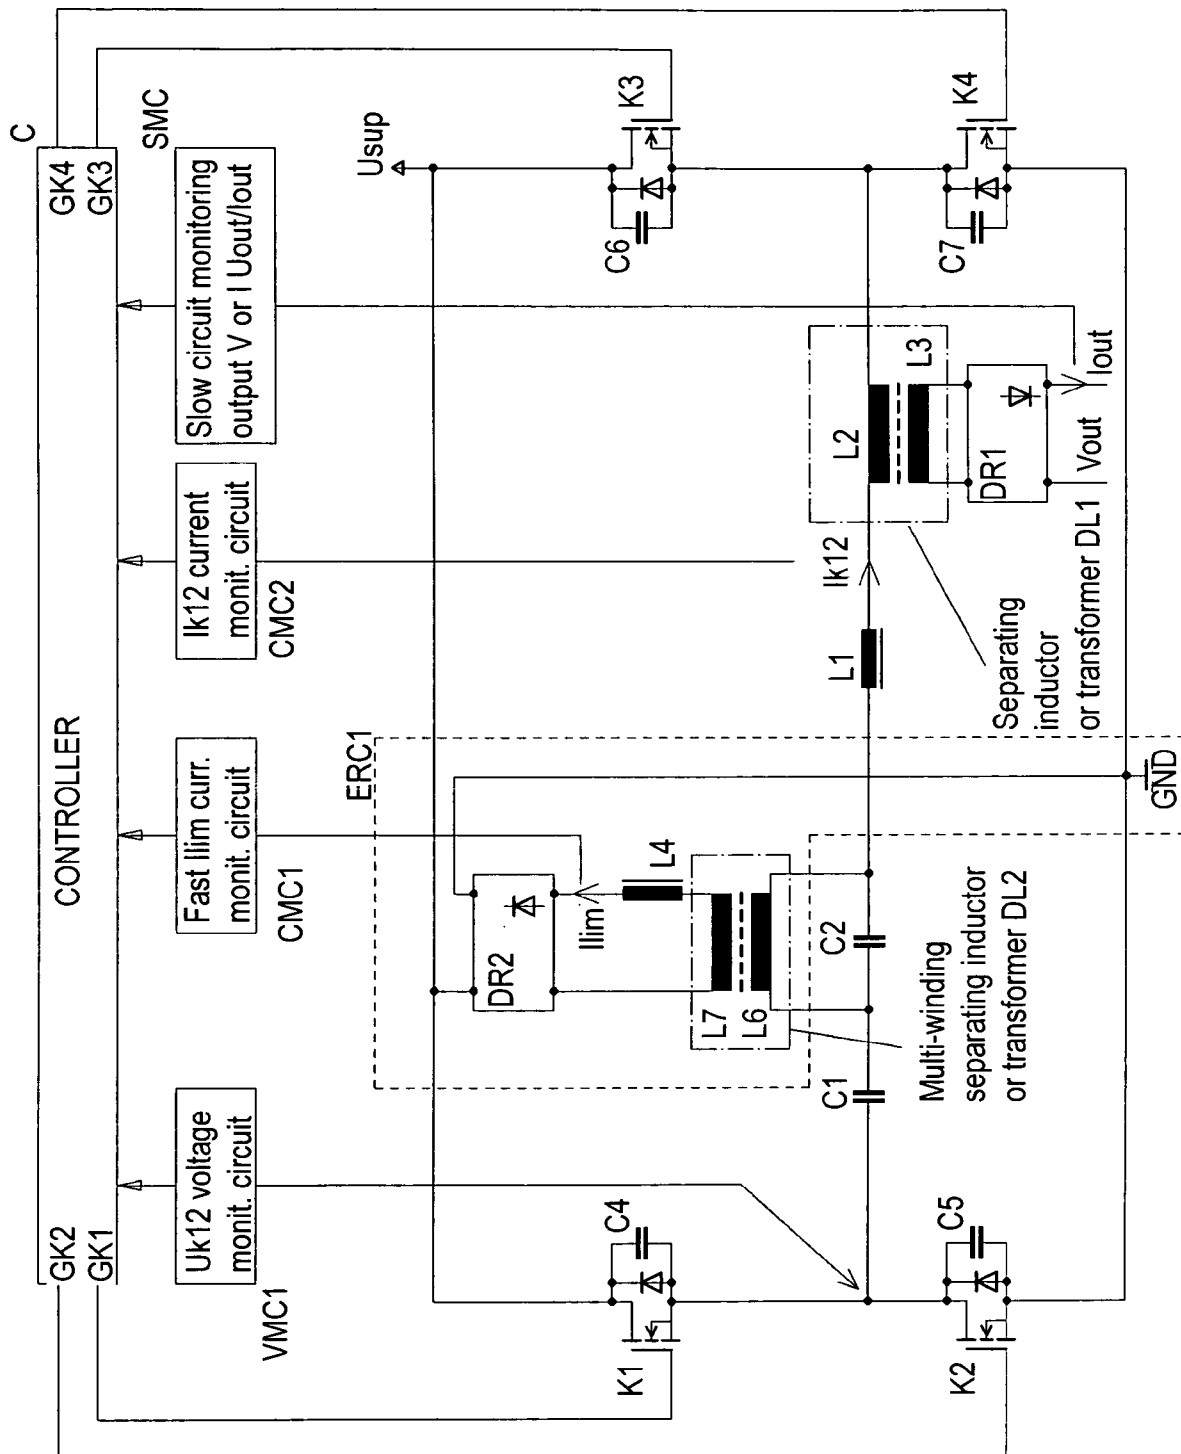 C
CONTROLLER
GK2
GK1
GK4
GK3
Uk12 voltage
monit. circuit
VMC1
Fast Ilim curr.
monit. circuit
CMC1
Ik12 current
monit. circuit
CMC2
Slow circuit monitoring
output V or I Uout/Iout
SMC
ERC1
Usup
K1
C4
DR2
Ilim
L4
L7
L6
C6
K3
C1
C2
L1
Ik12
L2
L3
K2
C5
Multi-winding
separating inductor
or transformer DL2
Separating
inductor
or transformer DL1
DR1
Vout
Iout
C7
K4
GND